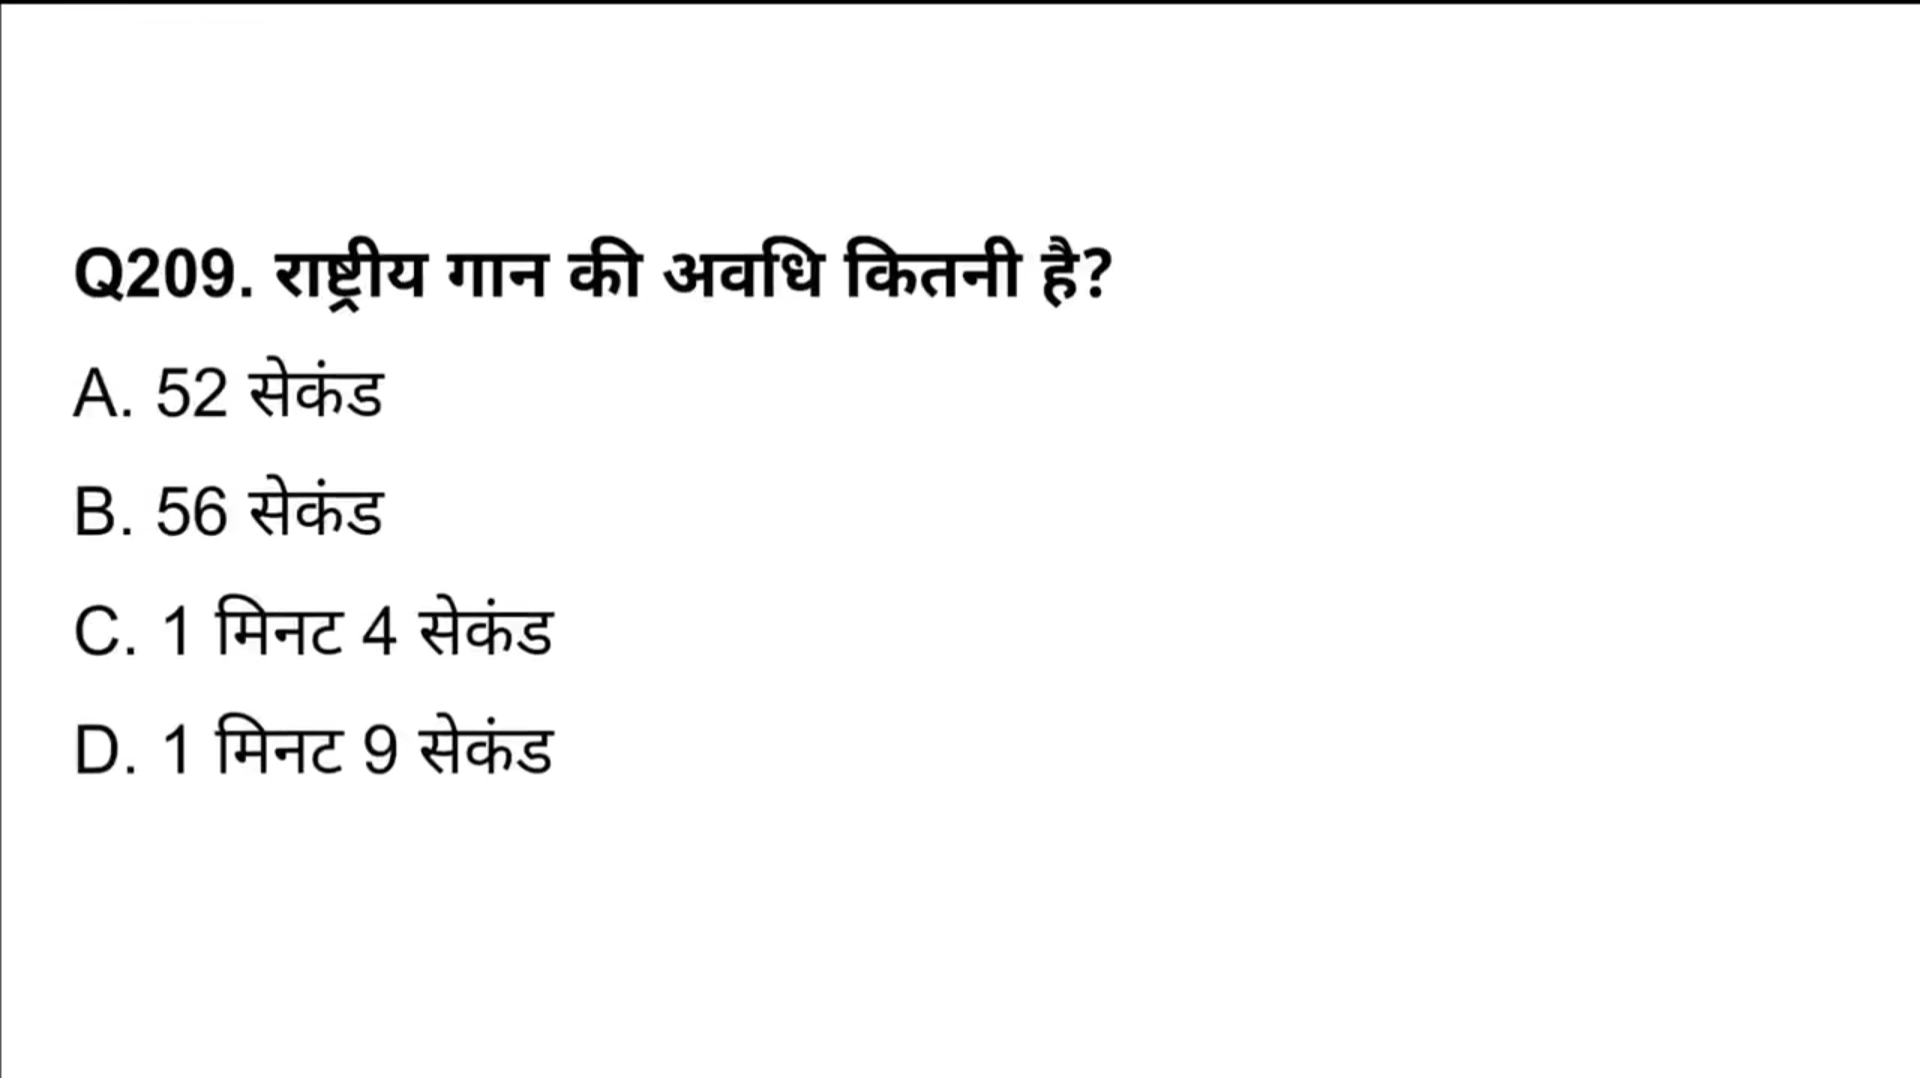 Q209. राष्ट्रीय गान की अवधि कितनी है?
A. 52 सेकंड
B. 56 सेकंड
C. 1 मिनट 4 सेकंड
D. 1 मिनट 9 सेकंड